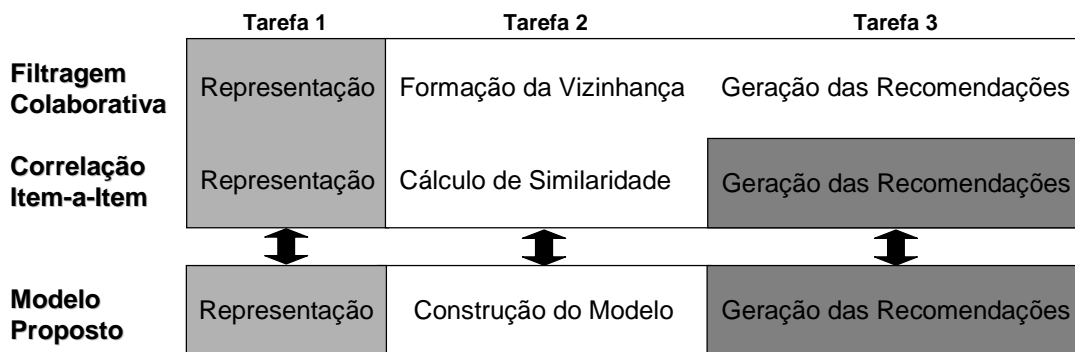 Tarefa 1 Tarefa 2 Tarefa 3
Filtragem
Colaborativa
Representação Formação da Vizinhança Geração das Recomendações
Correlação
Item-a-Item
Representação Cálculo de Similaridade Geração das Recomendações
Modelo
Proposto
Representação Construção do Modelo Geração das Recomendações